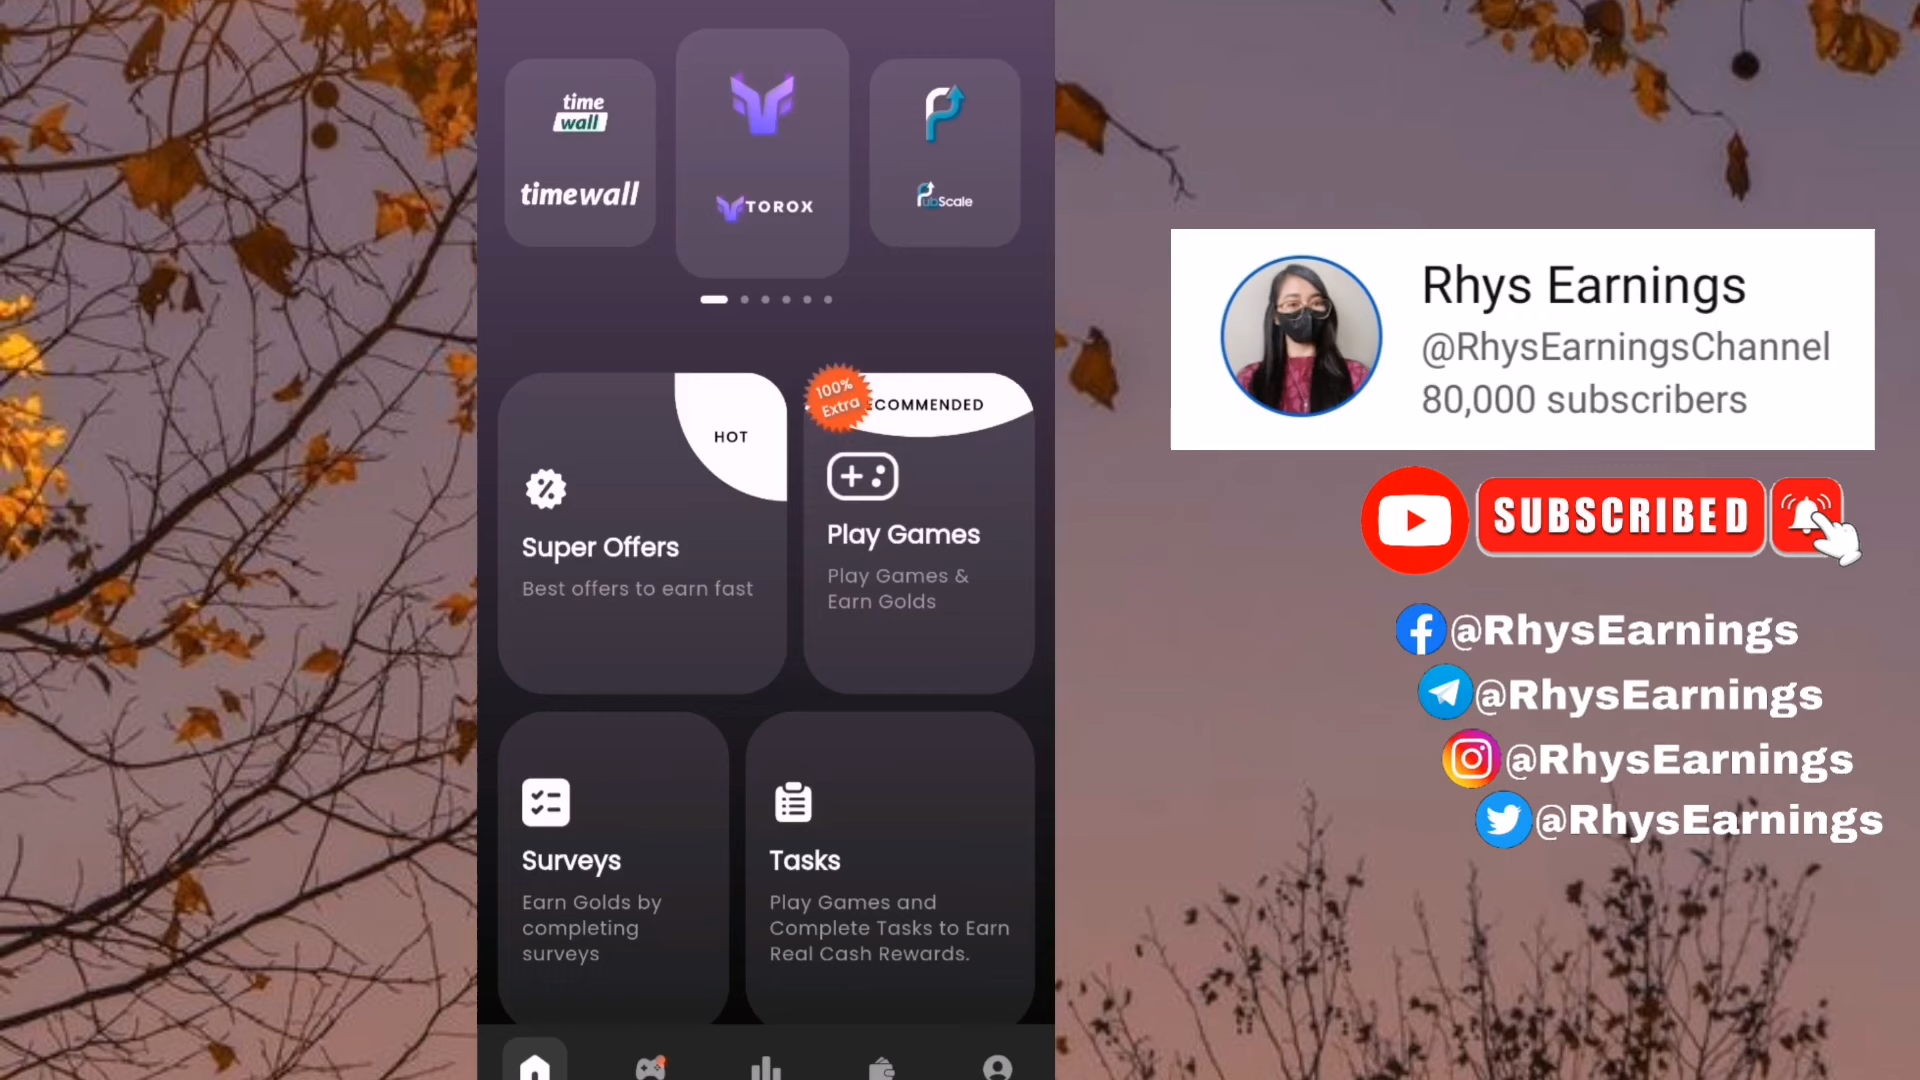 time
wall
timewall
TOROX
PubScale
HOT
100%
Extra
COMMENDED
Super Offers
Best offers to earn fast
Play Games
Play Games &
Earn Golds
Surveys
Earn Golds by
completing
surveys
Tasks
Play Games and
Complete Tasks to Earn
Real Cash Rewards.
Rhys Earnings
@RhysEarningsChannel
80,000 subscribers
SUBSCRIBED
@RhysEarnings
@RhysEarnings
@RhysEarnings
@RhysEarnings